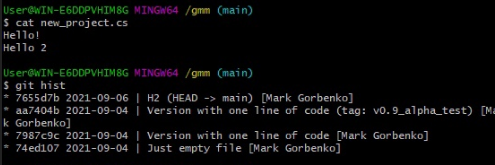 User@WIN-E6DDPVHIM8G MINGW64 /gmm (main)
$ cat new_project.cs
Hello!
Hello 2
User@WIN-E6DDPVHIM8G MINGW64 /gmm (main)
$ git hist
* 7655d7b 2021-09-06 | H2 (HEAD -> main) [Mark Gorbenko]
* aa7404b 2021-09-04 | Version with one line of code (tag: v0.9_alpha_test) [Mar
k Gorbenko]
* 7987c9c 2021-09-04 | Version with one line of code [Mark Gorbenko]
* 74ed107 2021-09-04 | Just empty file [Mark Gorbenko]